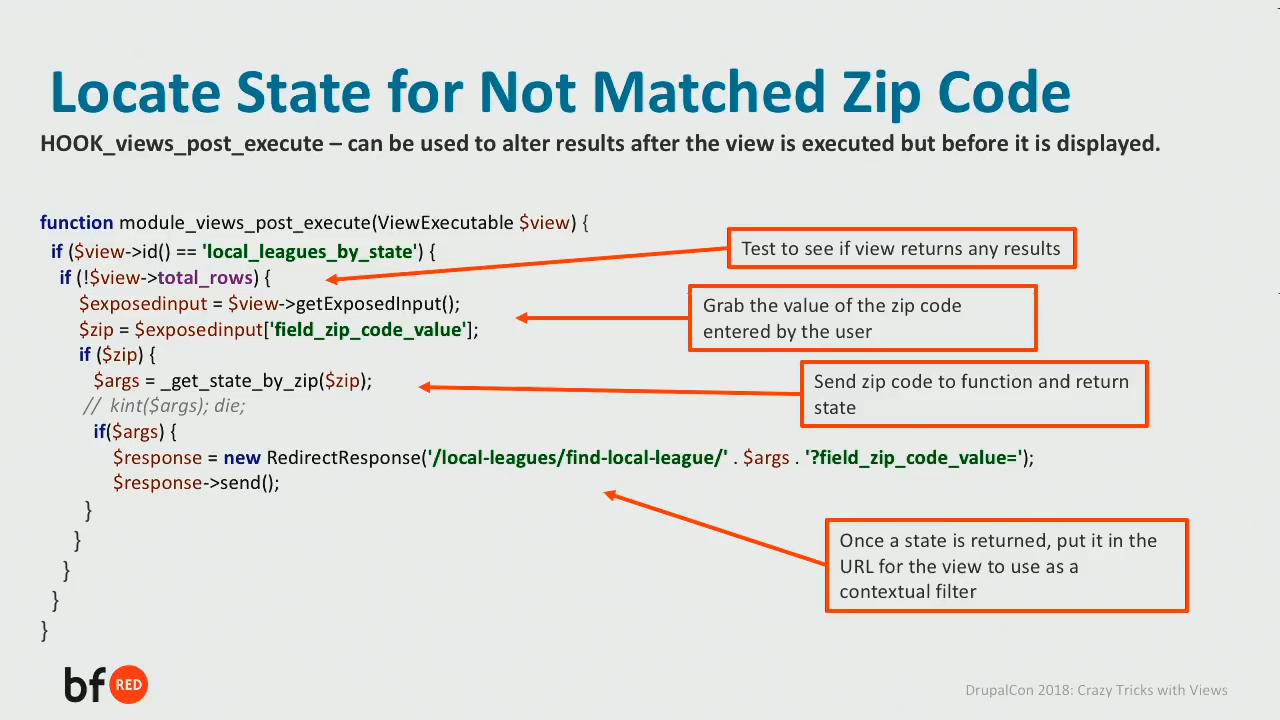 Locate State for Not Matched Zip Code
HOOK_views_post_execute – can be used to alter results after the view is executed but before it is displayed.
function module_views_post_execute(ViewExecutable $view) {
if ($view->id() == 'local_leagues_by_state') {
if (!$view->total_rows) {
$exposedinput = $view->getExposedInput();
$zip = $exposedinput['field_zip_code_value'];
if ($zip) {
$args = _get_state_by_zip($zip);
// kint($args); die;
if($args) {
$response = new RedirectResponse('/local-leagues/find-local-league/' . $args . '?field_zip_code_value=');
$response->send();
}
}
}
}
}
Test to see if view returns any results
Grab the value of the zip code
entered by the user
Send zip code to function and return
state
Once a state is returned, put it in the
URL for the view to use as a
contextual filter
bf RED
DrupalCon 2018: Crazy Tricks with Views